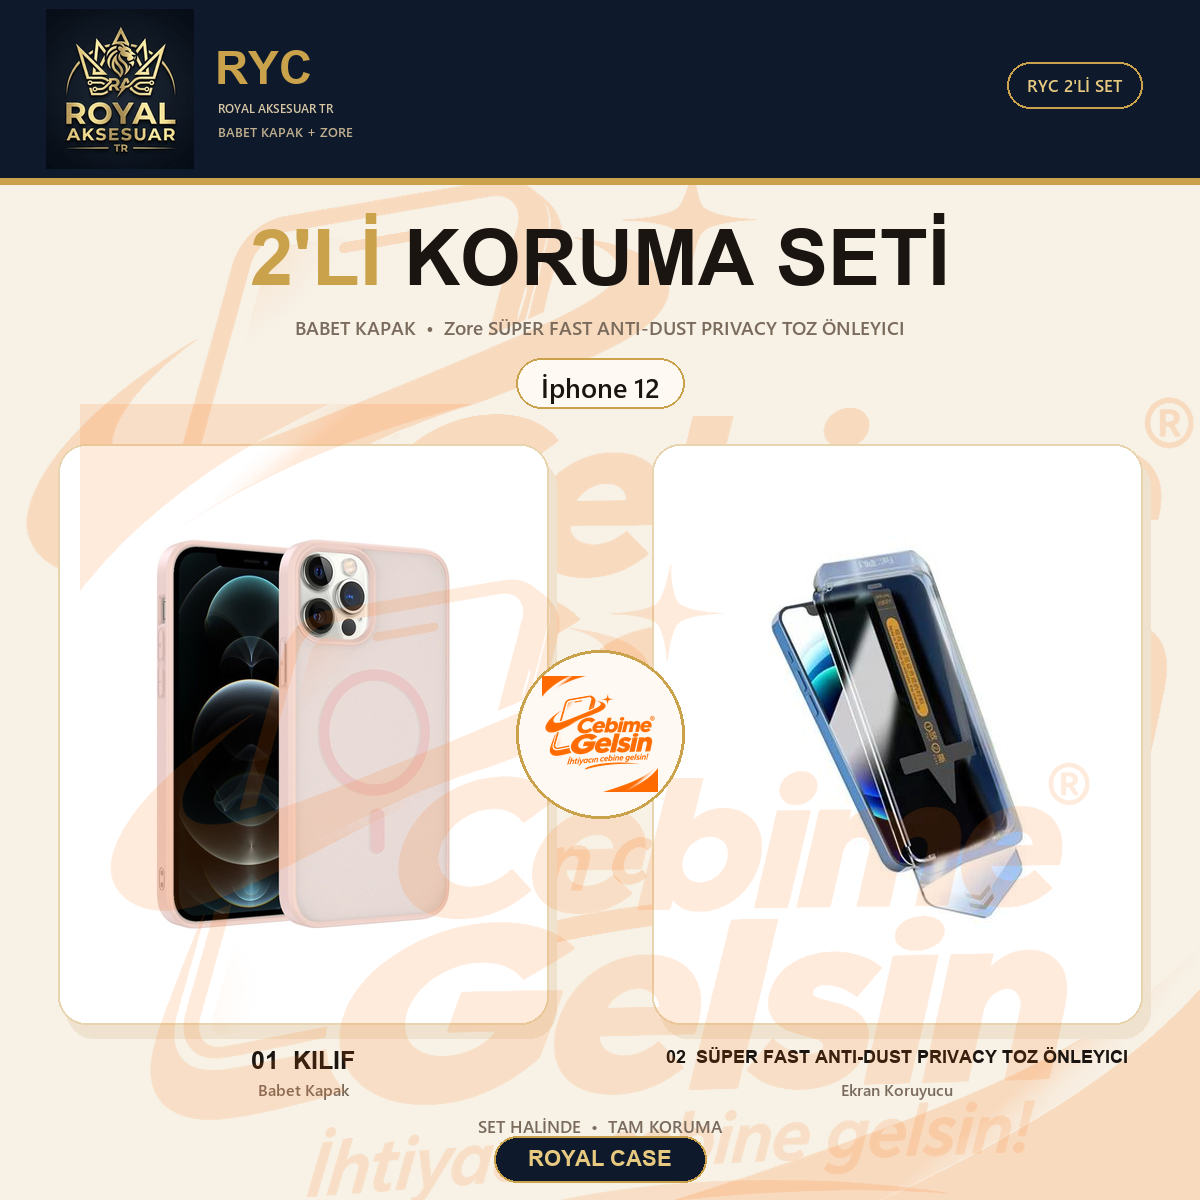 ROYAL
AKSESUAR
TR
RYC
ROYAL AKSESUAR TR
BABET KAPAK + ZORE
RYC 2'Lİ SET
2'Lİ KORUMA SETİ
BABET KAPAK • Zore SÜPER FAST ANTI-DUST PRIVACY TOZ ÖNLEYICI
İphone 12
Cebime®
Gelsin
İhtiyacın cebine gelsin!
Cebime®
Gelsin
01 KILIF
Babet Kapak
02 SÜPER FAST ANTI-DUST PRIVACY TOZ ÖNLEYICI
Ekran Koruyucu
SET HALİNDE • TAM KORUMA
ROYAL CASE